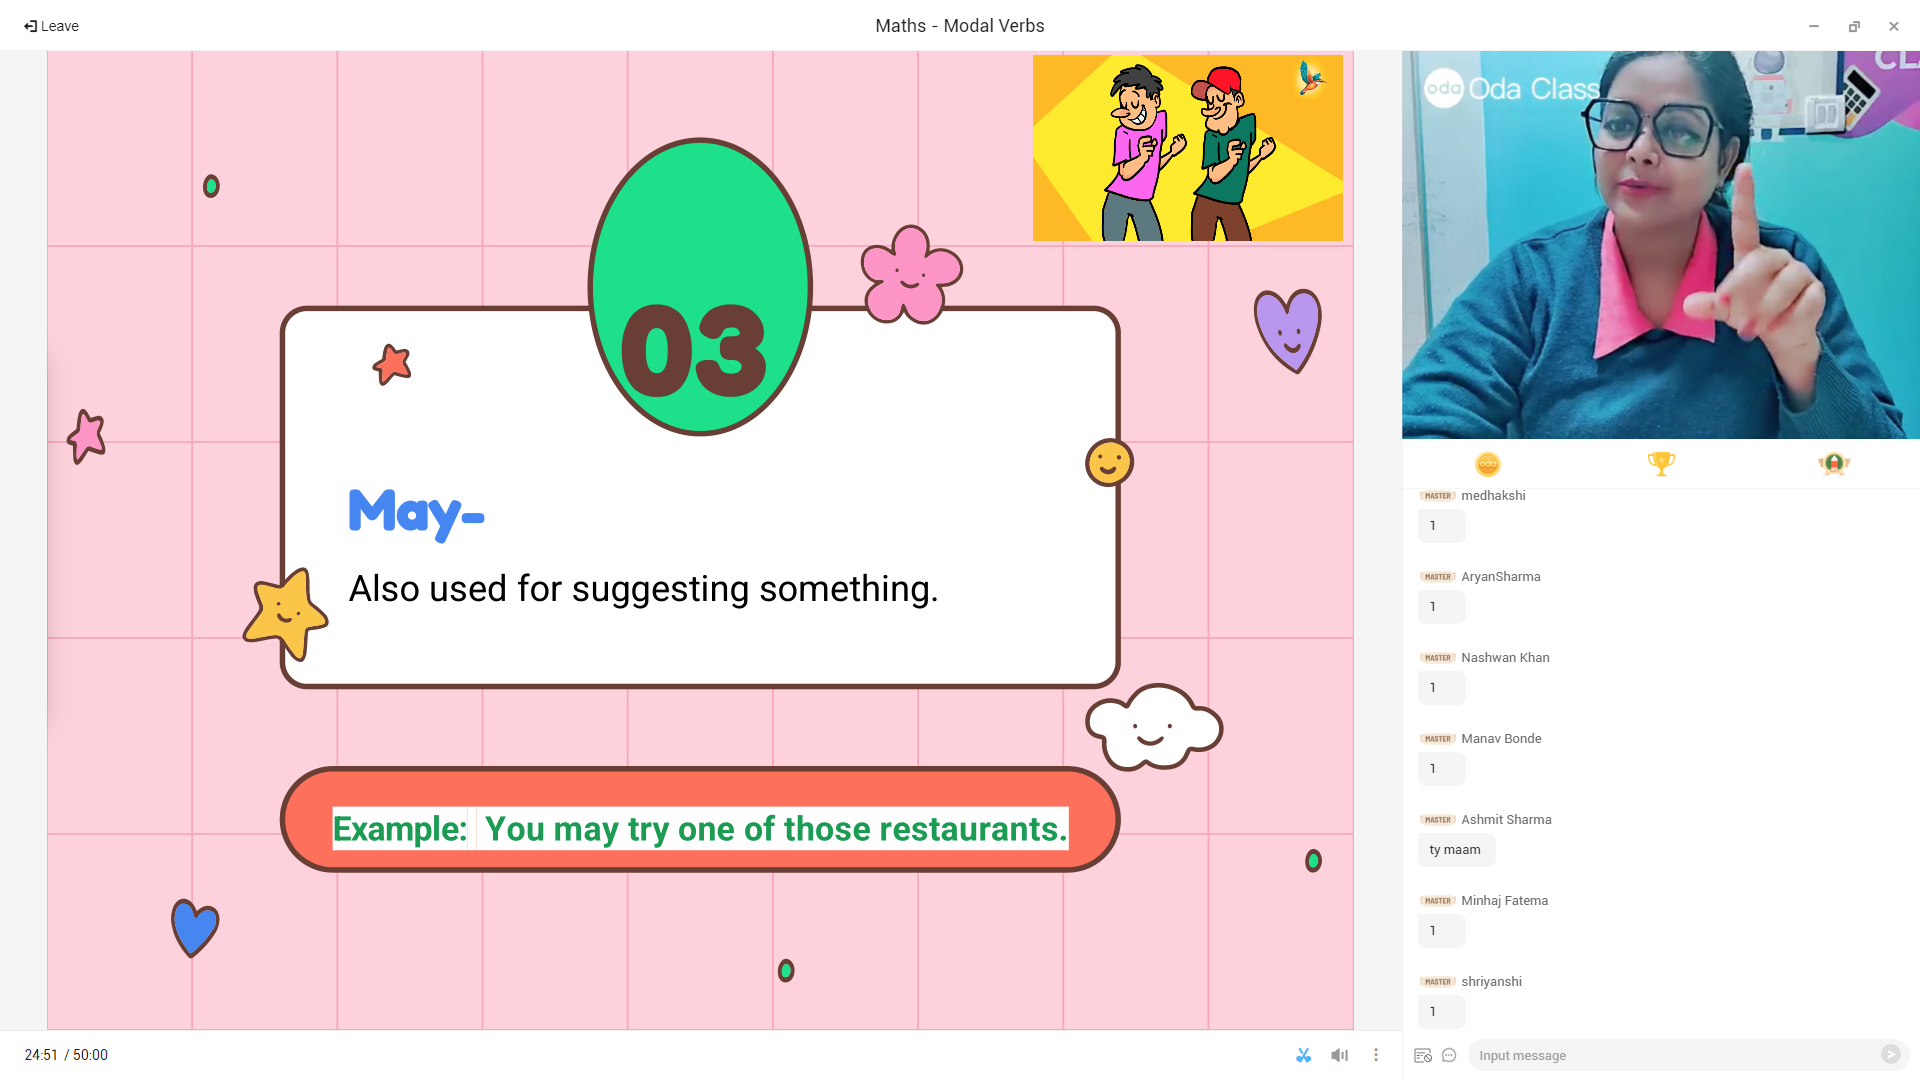 Leave
Maths - Modal Verbs
03
May-
Also used for suggesting something.
Example: You may try one of those restaurants.
24:51 / 50:00
oda Oda Class
CL
oda
MASTER medhakshi
1
MASTER AryanSharma
1
MASTER Nashwan Khan
1
MASTER Manav Bonde
1
MASTER Ashmit Sharma
ty maam
MASTER Minhaj Fatema
1
MASTER shriyanshi
1
Input message